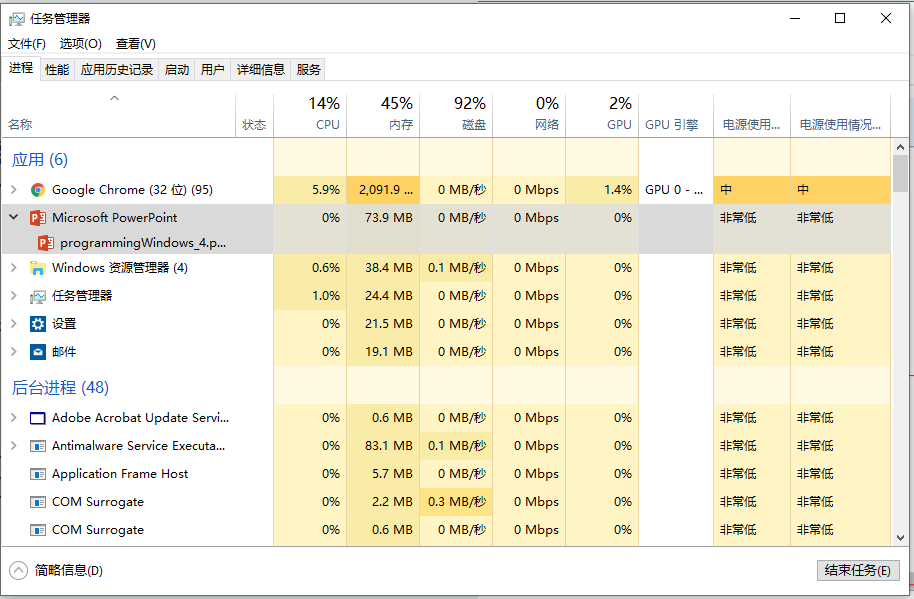 任务管理器
文件(F) 选项(O) 查看(V)
进程 性能 应用历史记录 启动 用户 详细信息 服务
14% 45% 92% 0% 2%
名称 状态 CPU 内存 磁盘 网络 GPU GPU 引擎 电源使用... 电源使用情况...
应用 (6)
Google Chrome (32 位) (95) 5.9% 2,091.9 ... 0 MB/秒 0 Mbps 1.4% GPU 0 - ... 中 中
Microsoft PowerPoint 0% 73.9 MB 0 MB/秒 0 Mbps 0% 非常低 非常低
programmingWindows_4.p...
Windows 资源管理器 (4) 0.6% 38.4 MB 0.1 MB/秒 0 Mbps 0% 非常低 非常低
任务管理器 1.0% 24.4 MB 0 MB/秒 0 Mbps 0% 非常低 非常低
设置 0% 21.5 MB 0 MB/秒 0 Mbps 0% 非常低 非常低
邮件 0% 19.1 MB 0 MB/秒 0 Mbps 0% 非常低 非常低
后台进程 (48)
Adobe Acrobat Update Servi... 0% 0.6 MB 0 MB/秒 0 Mbps 0% 非常低 非常低
Antimalware Service Executa... 0% 83.1 MB 0.1 MB/秒 0 Mbps 0% 非常低 非常低
Application Frame Host 0% 5.7 MB 0 MB/秒 0 Mbps 0% 非常低 非常低
COM Surrogate 0% 2.2 MB 0.3 MB/秒 0 Mbps 0% 非常低 非常低
COM Surrogate 0% 0.6 MB 0 MB/秒 0 Mbps 0% 非常低 非常低
简略信息(D) 结束任务(E)